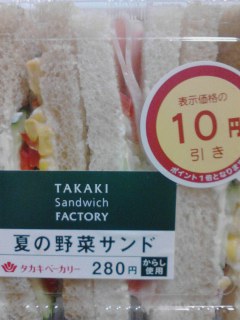 表示価格の
10円
引き
ポイント1倍となりま
TAKAKI
Sandwich
FACTORY
夏の野菜サンド
タカキベーカリー
280円
からし
使用